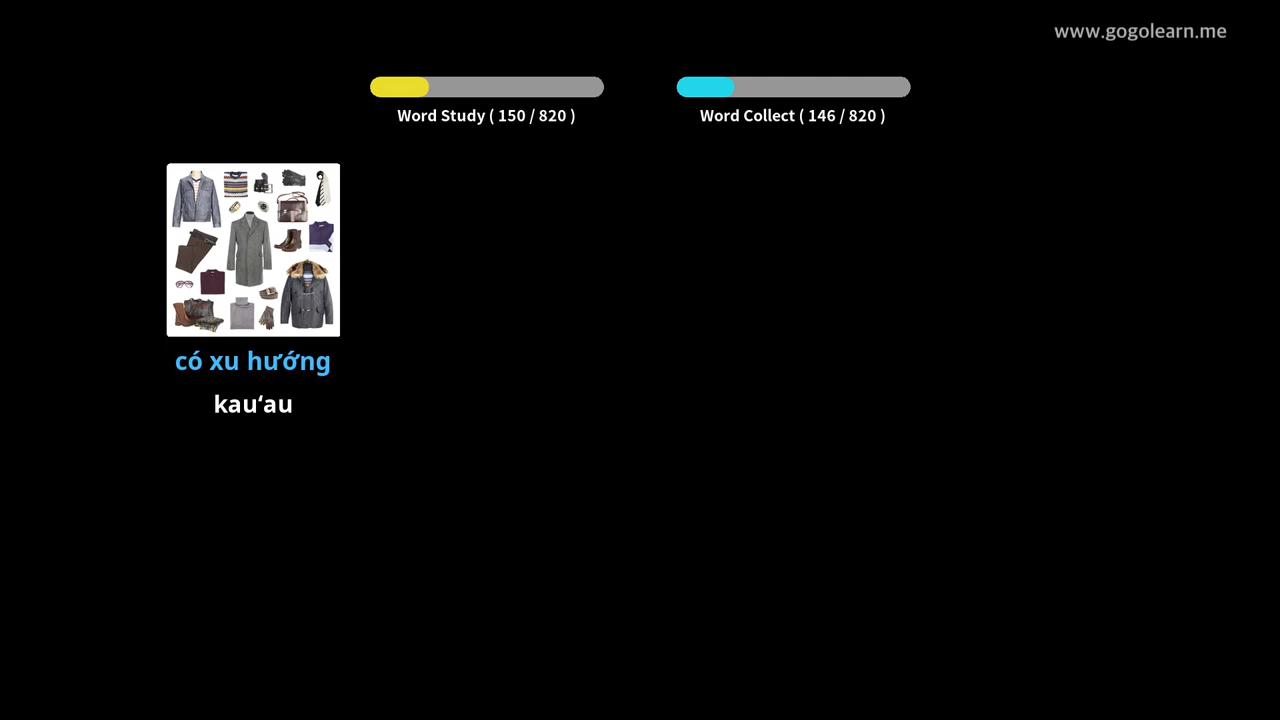 www.gogolearn.me
Word Study ( 150 / 820 )
Word Collect ( 146 / 820 )
có xu hướng
kauʻau